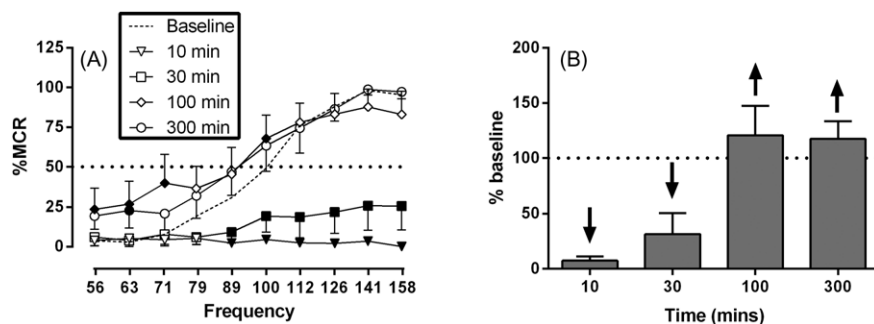 (A)
Baseline
10 min
30 min
100 min
300 min
%MCR
125
100
75
50
25
0
56 63 71 79 89 100 112 126 141 158
Frequency
(B)
% baseline
200
150
100
50
0
10 30 100 300
Time (mins)